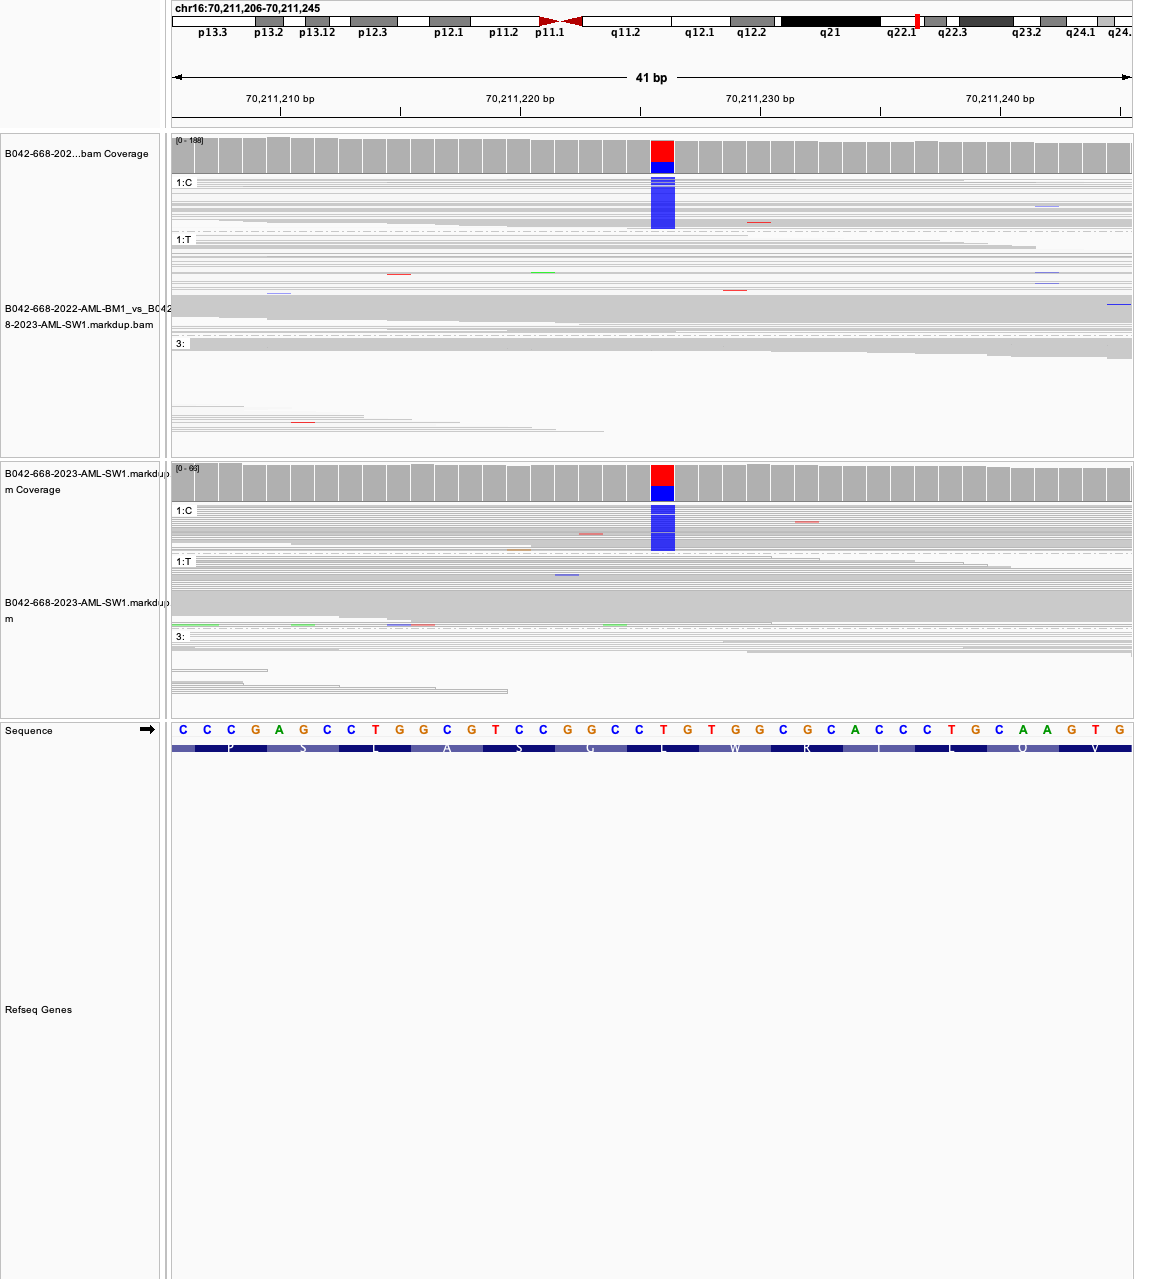 chr16:70,211,206-70,211,245
p13.3 p13.2 p13.12 p12.3 p12.1 p11.2 p11.1 q11.2 q12.1 q12.2 q21 q22.1 q22.3 q23.2 q24.1 q24.
41 bp
70,211,210 bp 70,211,220 bp 70,211,230 bp 70,211,240 bp
B042-668-202...bam Coverage
[0 - 188]
1:C
1:T
B042-668-2022-AML-BM1_vs_B042
8-2023-AML-SW1.markdup.bam
3:
B042-668-2023-AML-SW1.markdup
m Coverage
[0 - 66]
1:C
1:T
B042-668-2023-AML-SW1.markdup
m
3:
Sequence C C C G A G C C T G G C G T C C G G C C T G T G G C G C A C C C T G C A A G T G
P S L A S G L W R T L Q V
Refseq Genes